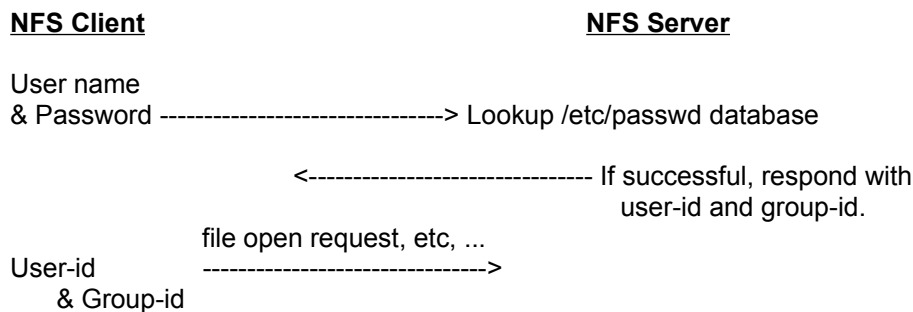 NFS Client NFS Server
User name
& Password --------------------------------> Lookup /etc/passwd database
<-------------------------------- If successful, respond with
user-id and group-id.
file open request, etc, ...
User-id -------------------------------->
& Group-id